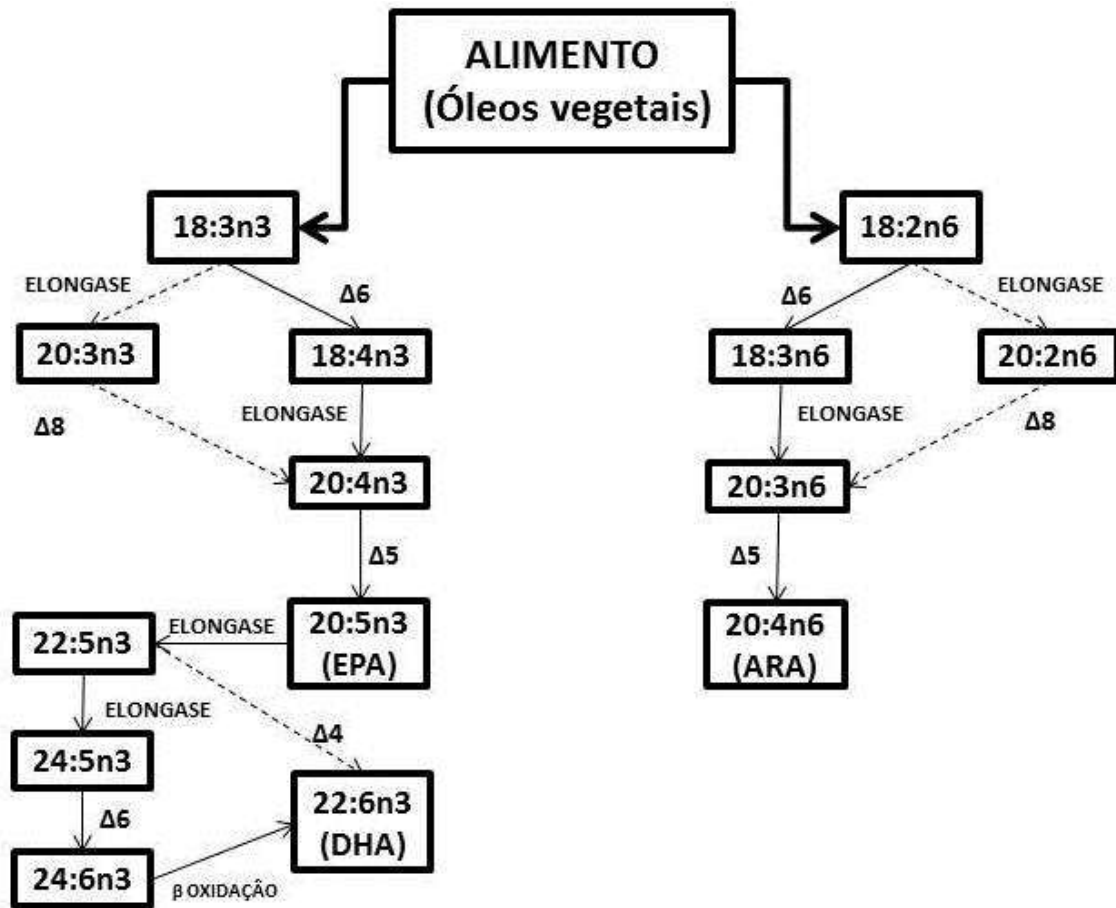 ALIMENTO
(Óleos vegetais)
18:3n3
18:2n6
ELONGASE
Δ6
Δ6
ELONGASE
20:3n3
18:4n3
18:3n6
20:2n6
Δ8
ELONGASE
ELONGASE
Δ8
20:4n3
20:3n6
Δ5
Δ5
22:5n3
ELONGASE
20:5n3
(EPA)
20:4n6
(ARA)
ELONGASE
Δ4
24:5n3
Δ6
22:6n3
(DHA)
24:6n3
β OXIDAÇÃO